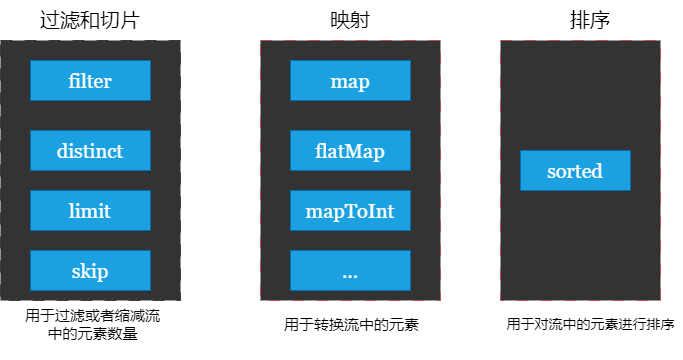 过滤和切片
filter
distinct
limit
skip
用于过滤或者缩减流
中的元素数量
映射
map
flatMap
mapToInt
...
用于转换流中的元素
排序
sorted
用于对流中的元素进行排序